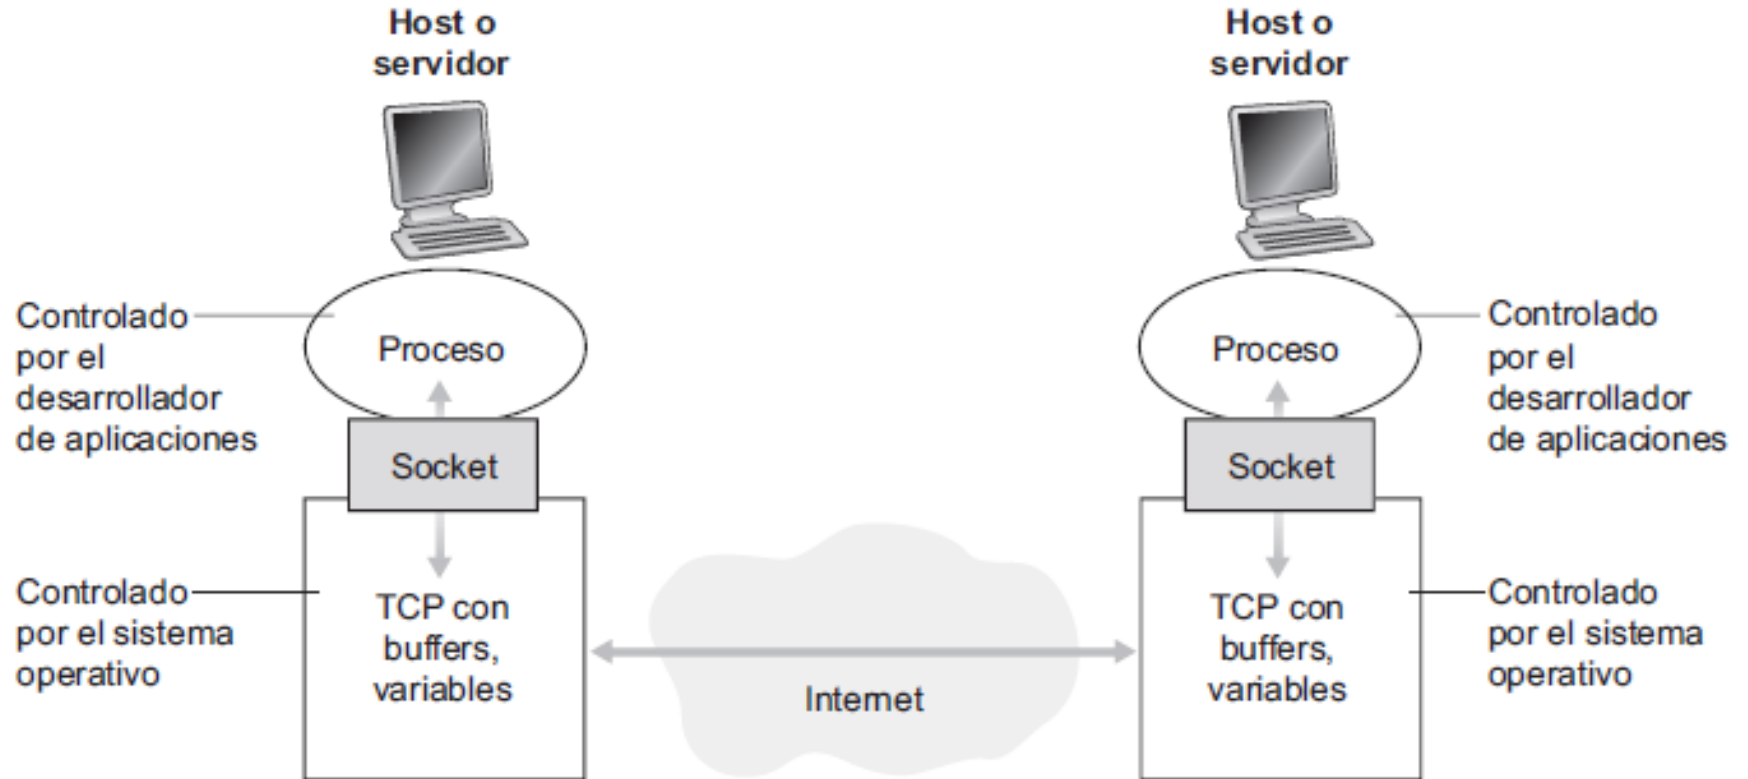 Host o
servidor
Host o
servidor
Controlado
por el
desarrollador
de aplicaciones
Proceso
Socket
Proceso
Socket
Controlado
por el
desarrollador
de aplicaciones
Controlado
por el sistema
operativo
TCP con
buffers,
variables
Internet
TCP con
buffers,
variables
Controlado
por el sistema
operativo